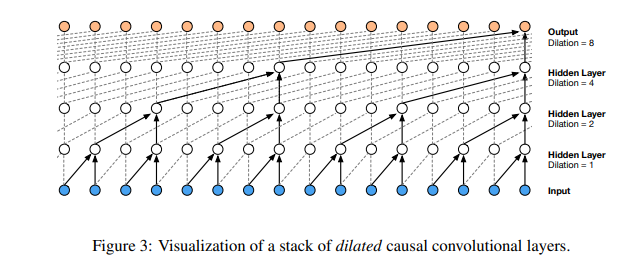 Output
Dilation = 8
Hidden Layer
Dilation = 4
Hidden Layer
Dilation = 2
Hidden Layer
Dilation = 1
Input
Figure 3: Visualization of a stack of dilated causal convolutional layers.